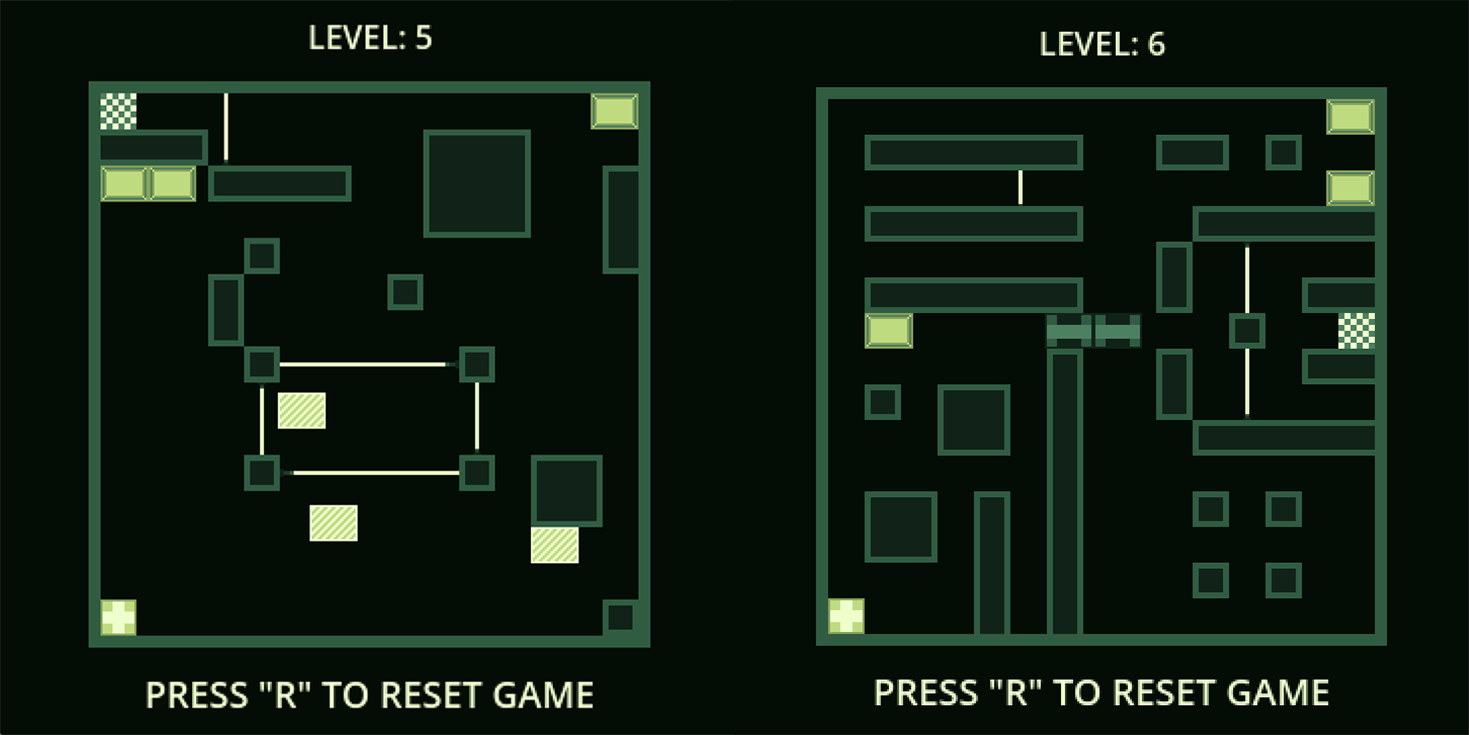 LEVEL: 5
PRESS "R" TO RESET GAME
LEVEL: 6
PRESS "R" TO RESET GAME